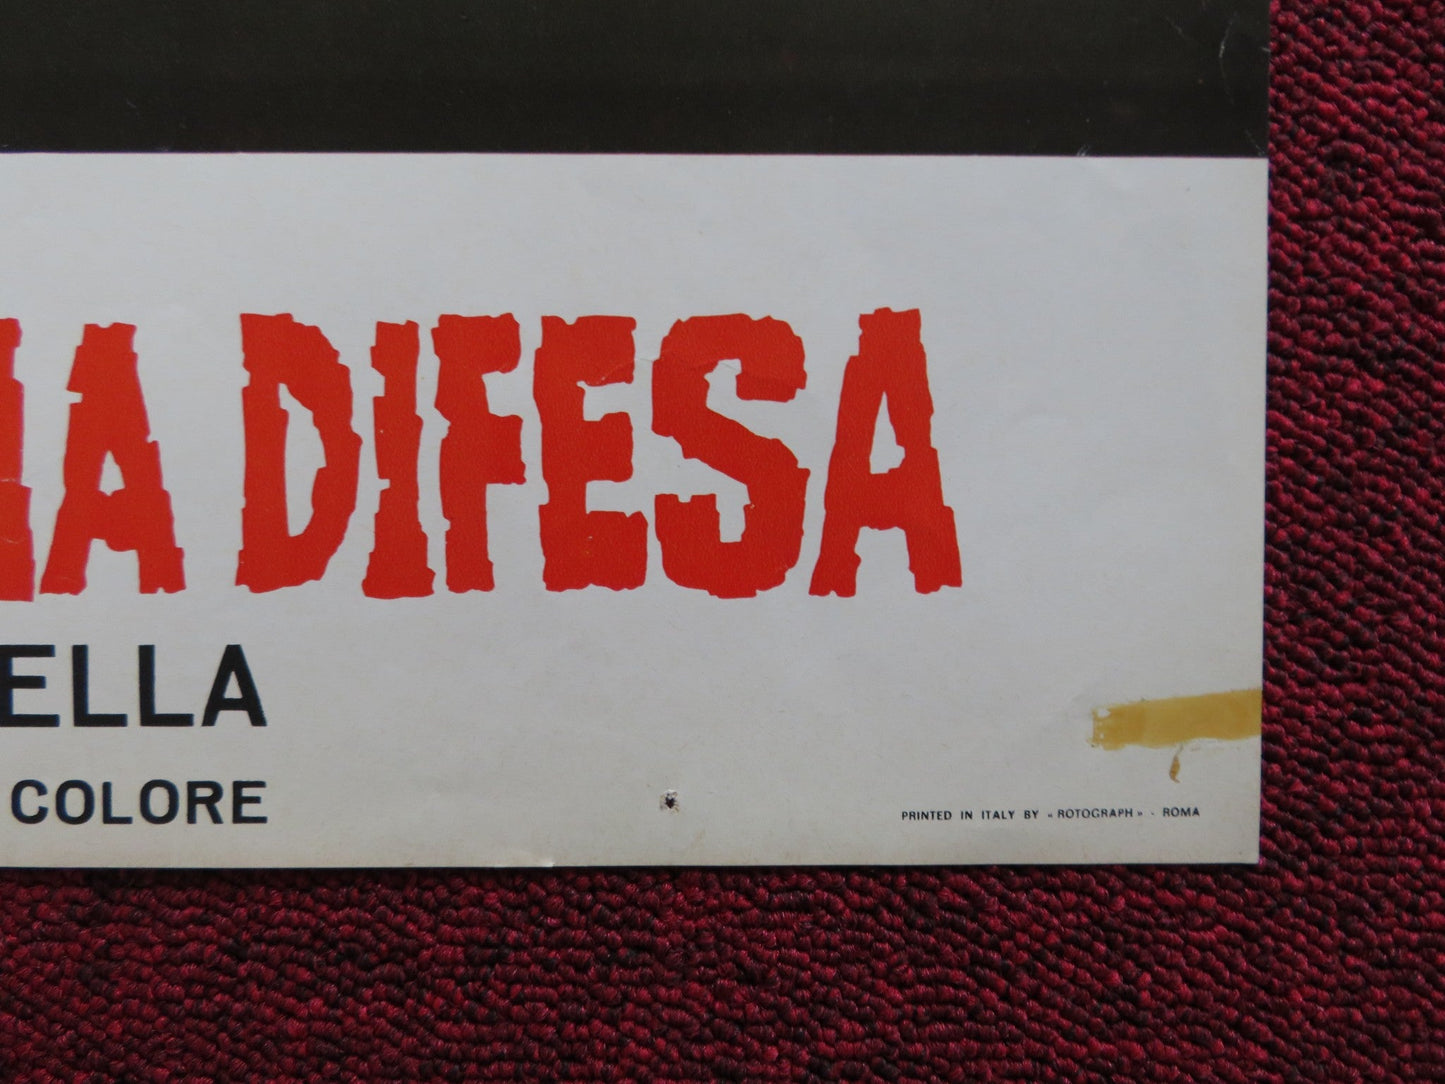 DIFESA
ELLA
COLORE
PRINTED IN ITALY BY « ROTOGRAPH » - ROMA